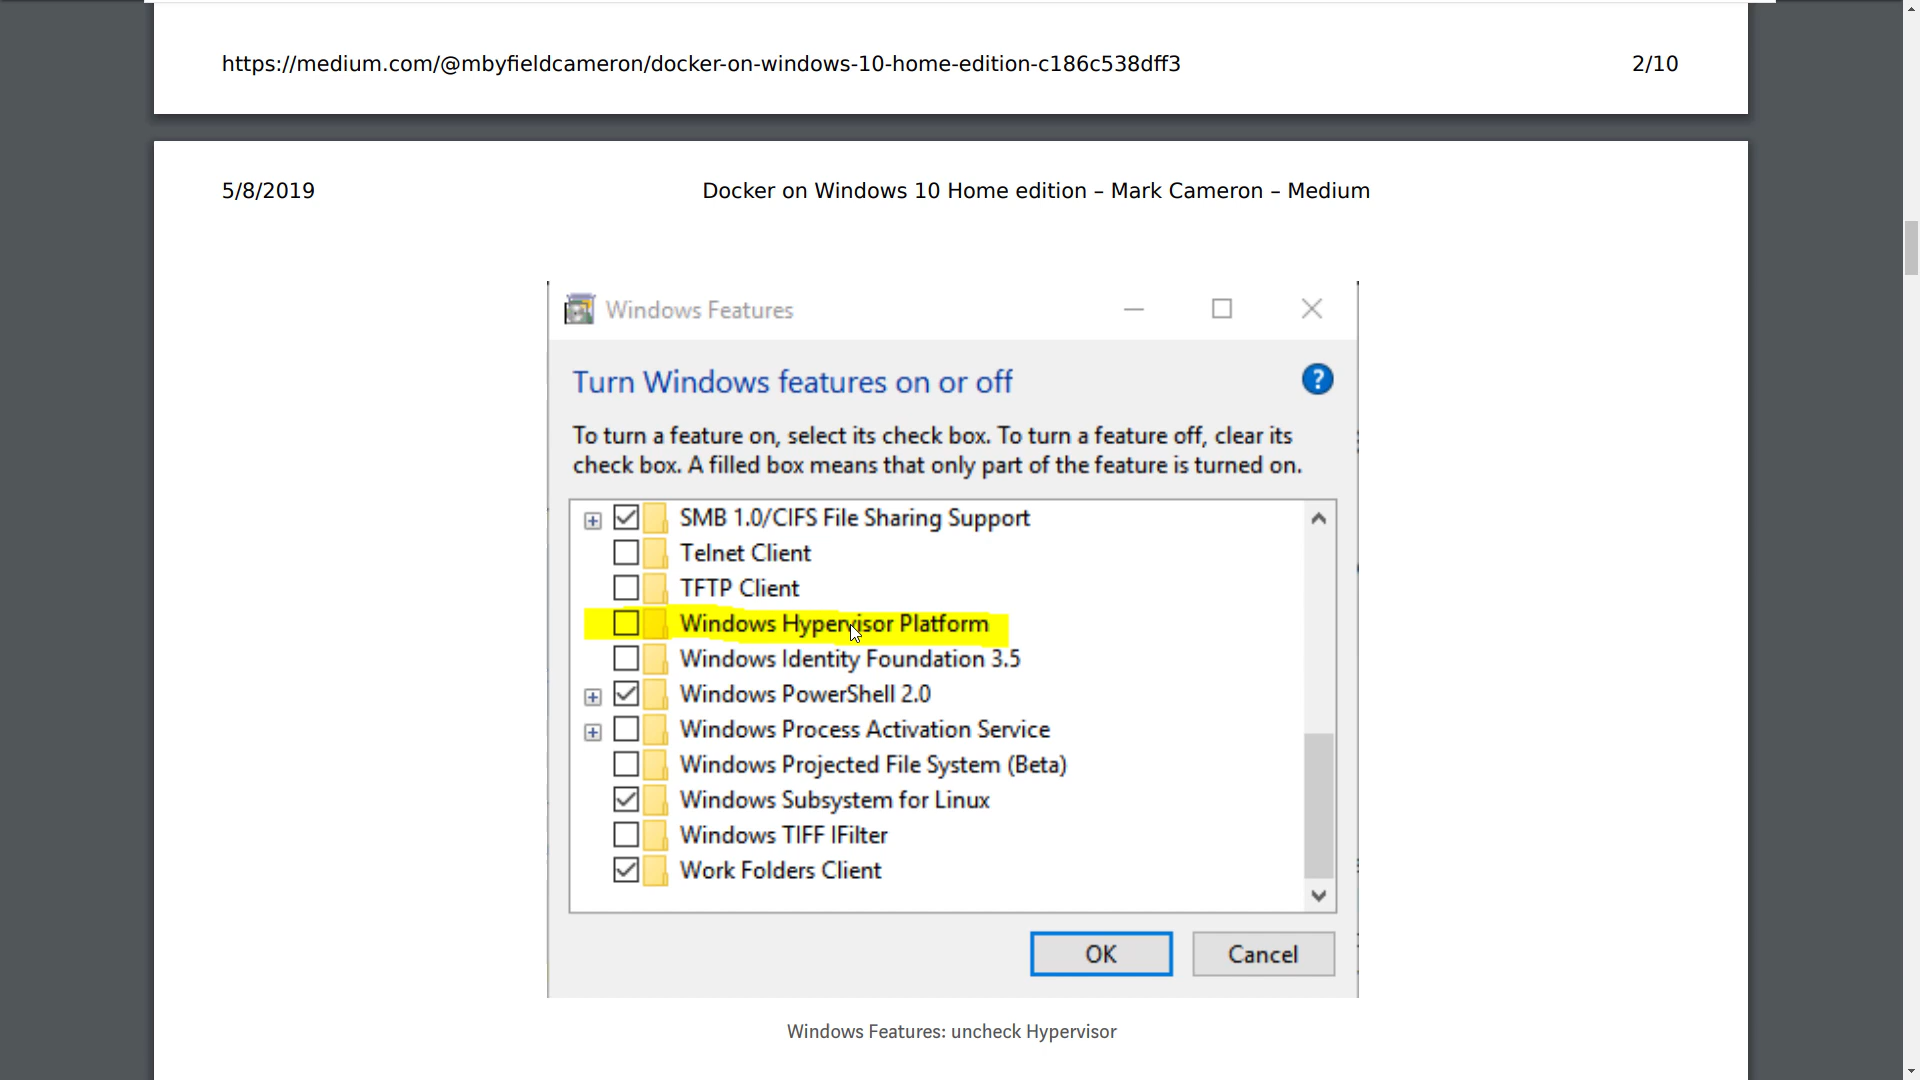 https://medium.com/@mbyfieldcameron/docker-on-windows-10-home-edition-c186c538dff3 2/10
5/8/2019 Docker on Windows 10 Home edition – Mark Cameron – Medium
Windows Features
Turn Windows features on or off
To turn a feature on, select its check box. To turn a feature off, clear its
check box. A filled box means that only part of the feature is turned on.
SMB 1.0/CIFS File Sharing Support
Telnet Client
TFTP Client
Windows Hypervisor Platform
Windows Identity Foundation 3.5
Windows PowerShell 2.0
Windows Process Activation Service
Windows Projected File System (Beta)
Windows Subsystem for Linux
Windows TIFF IFilter
Work Folders Client
OK Cancel
Windows Features: uncheck Hypervisor